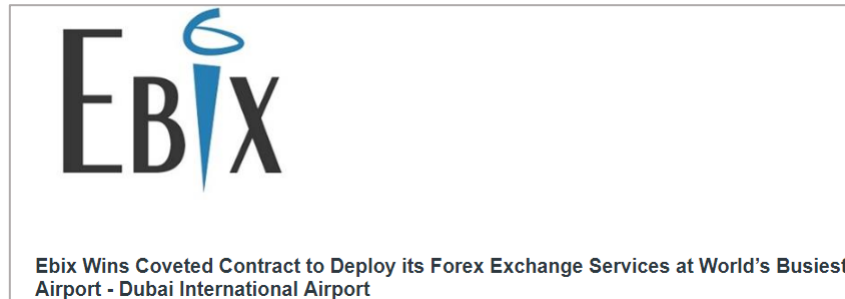 EBIX
Ebix Wins Coveted Contract to Deploy its Forex Exchange Services at World’s Busiest
Airport - Dubai International Airport